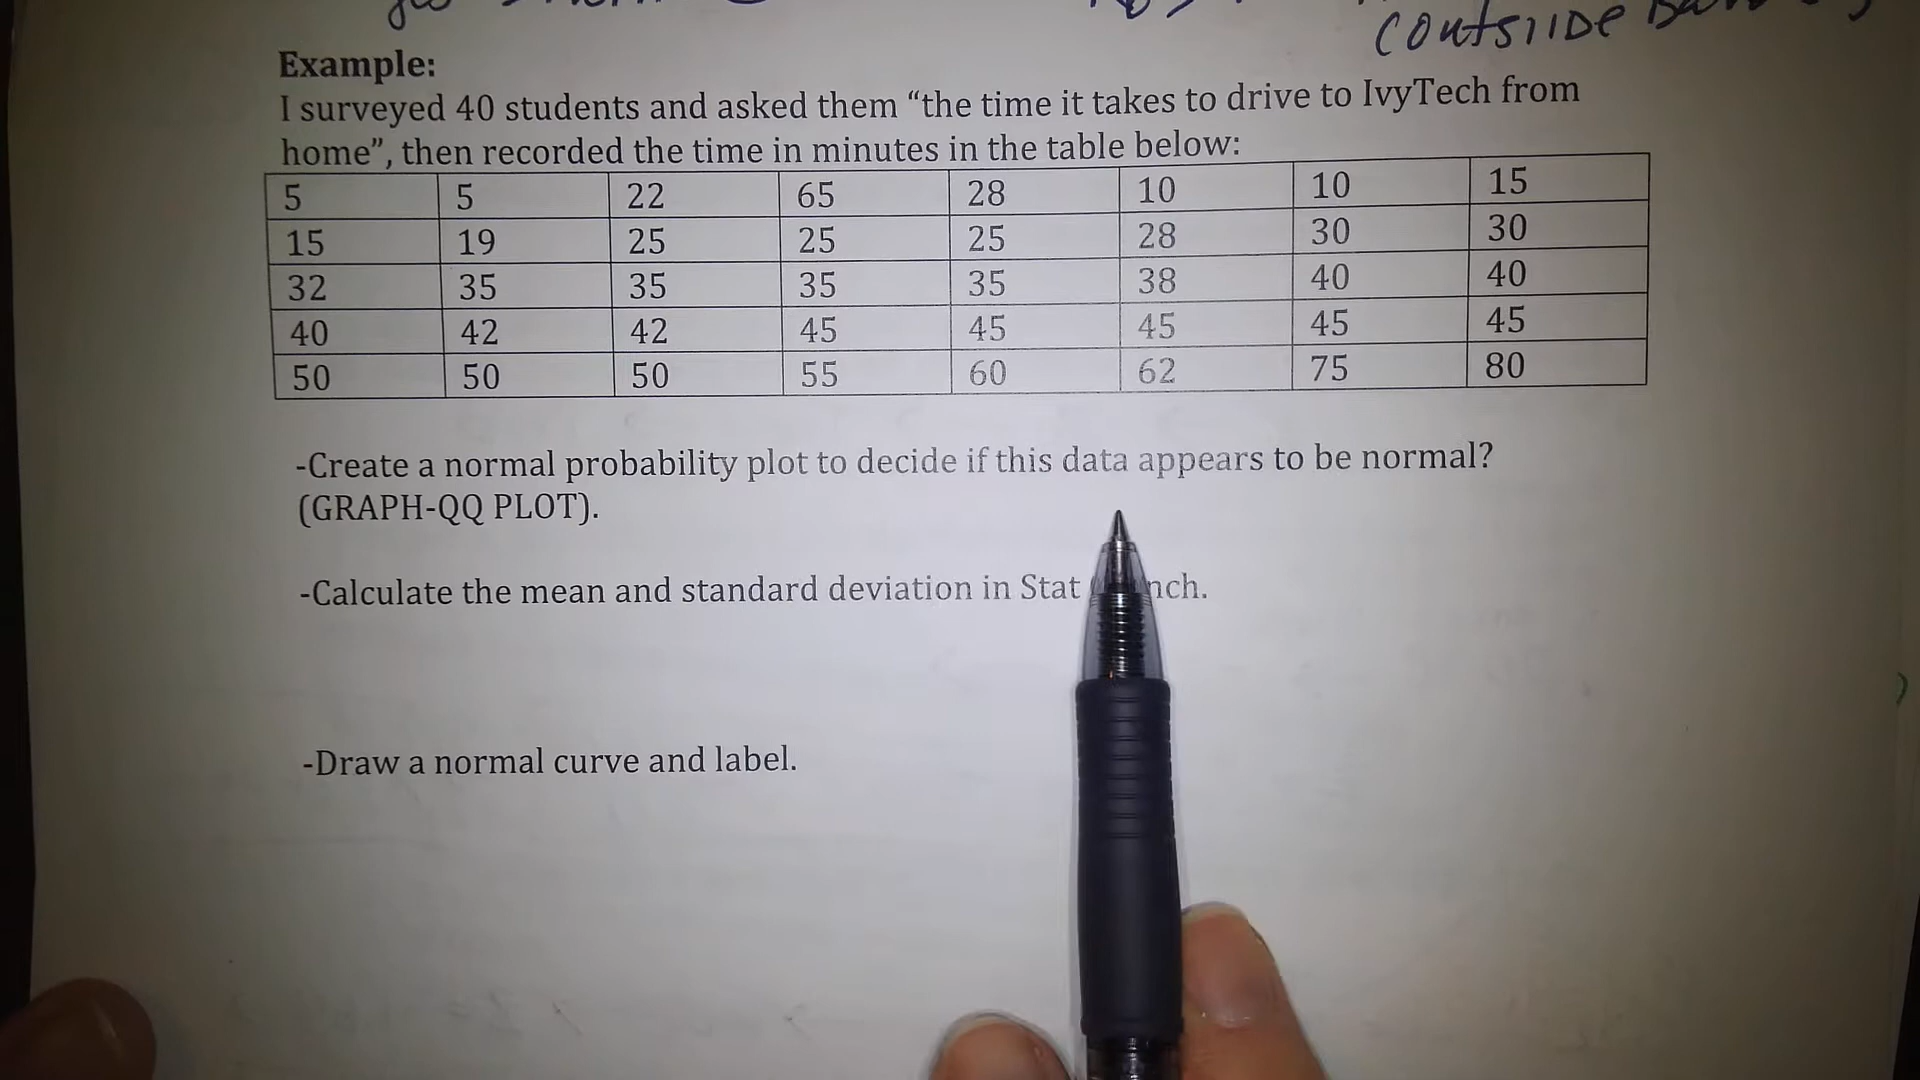 (outside
Example:
I surveyed 40 students and asked them “the time it takes to drive to IvyTech from
home”, then recorded the time in minutes in the table below:
5 5 22 65 28 10 10 15
15 19 25 25 25 28 30 30
32 35 35 35 35 38 40 40
40 42 42 45 45 45 45 45
50 50 50 55 60 62 75 80
-Create a normal probability plot to decide if this data appears to be normal?
(GRAPH-QQ PLOT).
-Calculate the mean and standard deviation in Stat
-Draw a normal curve and label.